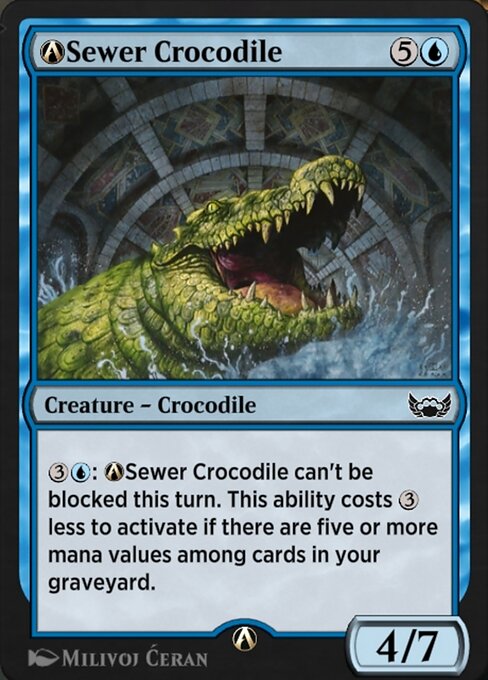 Sewer Crocodile 5
Creature – Crocodile
3: Sewer Crocodile can't be
blocked this turn. This ability costs 3
less to activate if there are five or more
mana values among cards in your
graveyard.
4/7
MILIVOJ ĆERAN